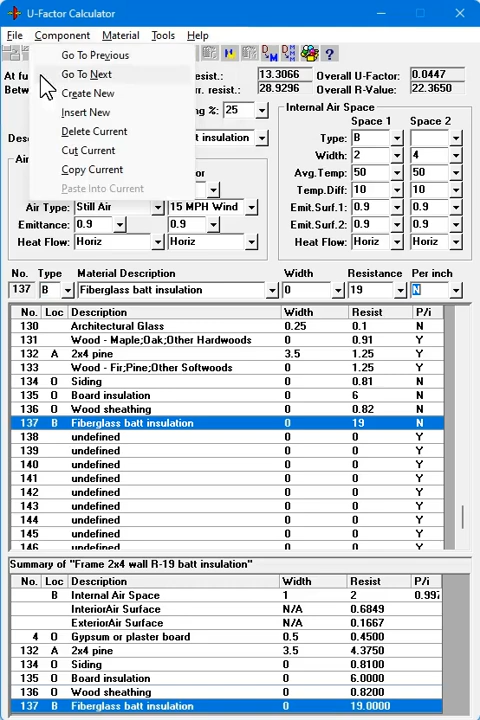 U-Factor Calculator
File Component Material Tools Help
Go To Previous
Go To Next
Create New
Insert New
Delete Current
Cut Current
Copy Current
Paste Into Current
At fu resist.: 13.3066 Overall U-Factor: 0.0447
Betwe rr. resist.: 28.9296 Overall R-Value: 22.3650
g %: 25
Des batt insulation
Air or
15 MPH Wind
Air Type: Still Air
Emittance: 0.9 0.9
Heat Flow: Horiz Horiz
Internal Air Space
Space 1 Space 2
Type: B
Width: 2 4
Avg.Temp: 50 50
Temp.Diff: 10 10
Emit.Surf.1: 0.9 0.9
Emit.Surf.2: 0.9 0.9
Heat Flow: Horiz Horiz
No. Type Material Description Width Resistance Per inch
137 B Fiberglass batt insulation 0 19 N
No. Loc Description Width Resist P/i
130 Architectural Glass 0.25 0.1 N
131 Wood - Maple;Oak;Other Hardwoods 0 0.91 Y
132 A 2x4 pine 3.5 1.25 Y
133 Wood - Fir;Pine;Other Softwoods 0 1.25 Y
134 O Siding 0 0.81 N
135 O Board insulation 0 6 N
136 O Wood sheathing 0 0.82 N
137 B Fiberglass batt insulation 0 19 N
138 undefined 0 0 Y
139 undefined 0 0 Y
140 undefined 0 0 Y
141 undefined 0 0 Y
142 undefined 0 0 Y
143 undefined 0 0 Y
144 undefined 0 0 Y
145 undefined 0 0 Y
146 undefined 0 0 Y
Summary of "Frame 2x4 wall R-19 batt insulation"
No. Loc Description Width Resist P/i
B Internal Air Space 1 2 0.997
InteriorAir Surface N/A 0.6849
ExteriorAir Surface N/A 0.1667
4 O Gypsum or plaster board 0.5 0.4500
132 A 2x4 pine 3.5 4.3750
134 O Siding 0 0.8100
135 O Board insulation 0 6.0000
136 O Wood sheathing 0 0.8200
137 B Fiberglass batt insulation 0 19.0000